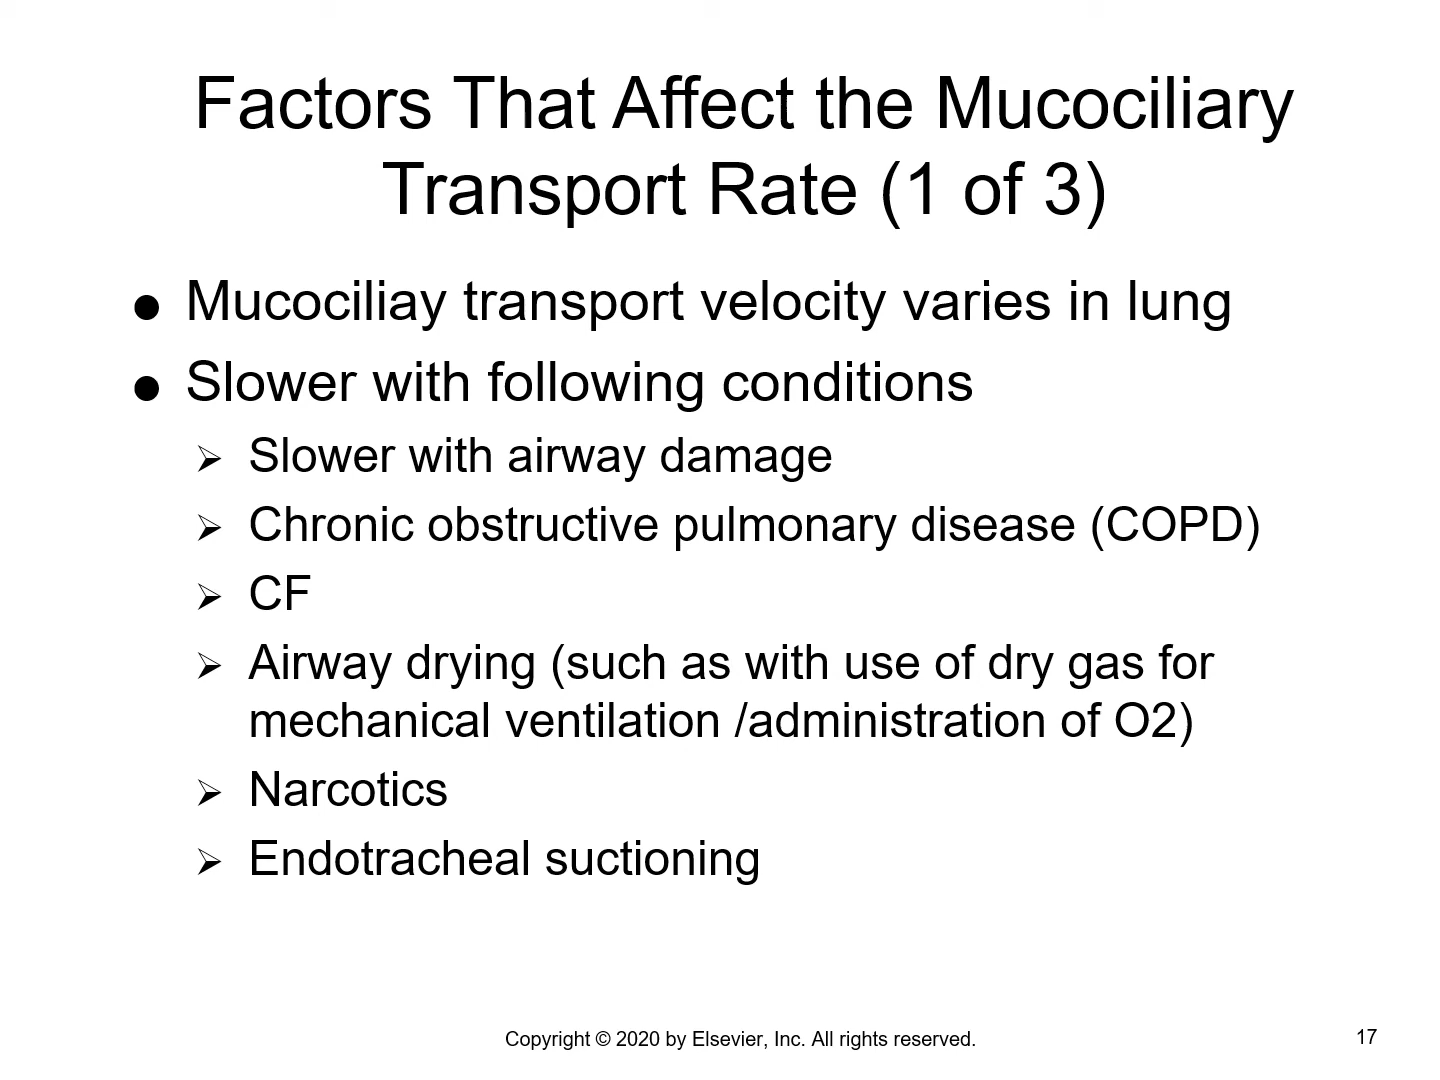 Factors That Affect the Mucociliary
Transport Rate (1 of 3)
● Mucociliay transport velocity varies in lung
● Slower with following conditions
➢ Slower with airway damage
➢ Chronic obstructive pulmonary disease (COPD)
➢ CF
➢ Airway drying (such as with use of dry gas for
mechanical ventilation /administration of O2)
➢ Narcotics
➢ Endotracheal suctioning
Copyright © 2020 by Elsevier, Inc. All rights reserved.
17